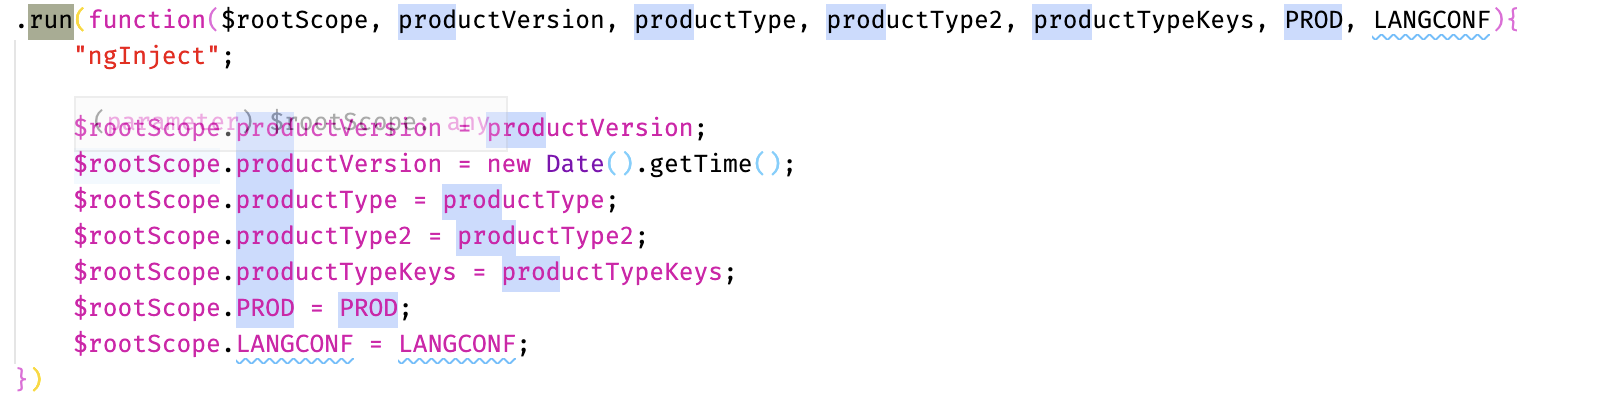 .run(function($rootScope, productVersion, productType, productType2, productTypeKeys, PROD, LANGCONF){
"ngInject";
(parameter) $rootScope: any
$rootScope.productVersion = productVersion;
$rootScope.productVersion = new Date().getTime();
$rootScope.productType = productType;
$rootScope.productType2 = productType2;
$rootScope.productTypeKeys = productTypeKeys;
$rootScope.PROD = PROD;
$rootScope.LANGCONF = LANGCONF;
})